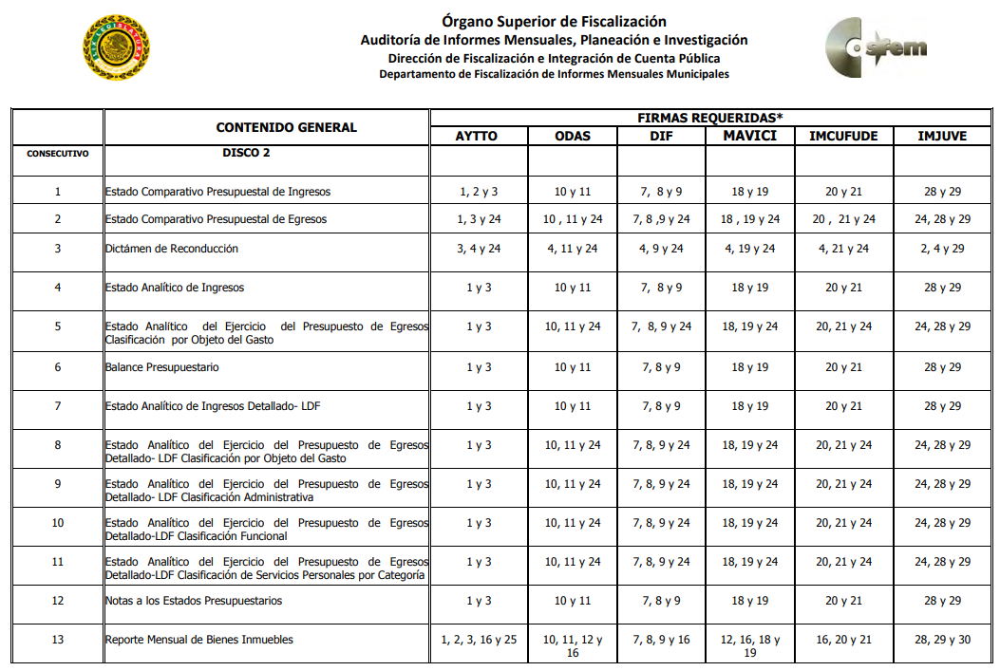 Órgano Superior de Fiscalización
Auditoría de Informes Mensuales, Planeación e Investigación
Dirección de Fiscalización e Integración de Cuenta Pública
Departamento de Fiscalización de Informes Mensuales Municipales
osfem
CONTENIDO GENERAL
FIRMAS REQUERIDAS*
AYTTO ODAS DIF MAVICI IMCUFUDE IMJUVE
CONSECUTIVO DISCO 2
1 Estado Comparativo Presupuestal de Ingresos 1, 2 y 3 10 y 11 7, 8 y 9 18 y 19 20 y 21 28 y 29
2 Estado Comparativo Presupuestal de Egresos 1, 3 y 24 10 , 11 y 24 7, 8 ,9 y 24 18 , 19 y 24 20 , 21 y 24 24, 28 y 29
3 Dictámen de Reconducción 3, 4 y 24 4, 11 y 24 4, 9 y 24 4, 19 y 24 4, 21 y 24 2, 4 y 29
4 Estado Analítico de Ingresos 1 y 3 10 y 11 7, 8 y 9 18 y 19 20 y 21 28 y 29
5 Estado Analítico del Ejercicio del Presupuesto de Egresos 1 y 3 10, 11 y 24 7, 8, 9 y 24 18, 19 y 24 20, 21 y 24 24, 28 y 29
Clasificación por Objeto del Gasto
6 Balance Presupuestario 1 y 3 10 y 11 7, 8 y 9 18 y 19 20 y 21 28 y 29
7 Estado Analítico de Ingresos Detallado- LDF 1 y 3 10 y 11 7, 8 y 9 18 y 19 20 y 21 28 y 29
8 Estado Analítico del Ejercicio del Presupuesto de Egresos 1 y 3 10, 11 y 24 7, 8, 9 y 24 18, 19 y 24 20, 21 y 24 24, 28 y 29
Detallado- LDF Clasificación por Objeto del Gasto
9 Estado Analítico del Ejercicio del Presupuesto de Egresos 1 y 3 10, 11 y 24 7, 8, 9 y 24 18, 19 y 24 20, 21 y 24 24, 28 y 29
Detallado- LDF Clasificación Administrativa
10 Estado Analítico del Ejercicio del Presupuesto de Egresos 1 y 3 10, 11 y 24 7, 8, 9 y 24 18, 19 y 24 20, 21 y 24 24, 28 y 29
Detallado-LDF Clasificación Funcional
11 Estado Analítico del Ejercicio del Presupuesto de Egresos 1 y 3 10, 11 y 24 7, 8, 9 y 24 18, 19 y 24 20, 21 y 24 24, 28 y 29
Detallado-LDF Clasificación de Servicios Personales por Categoría
12 Notas a los Estados Presupuestarios 1 y 3 10 y 11 7, 8 y 9 18 y 19 20 y 21 28 y 29
13 Reporte Mensual de Bienes Inmuebles 1, 2, 3, 16 y 25 10, 11, 12 y 7, 8, 9 y 16 12, 16, 18 y 16, 20 y 21 28, 29 y 30
16 19